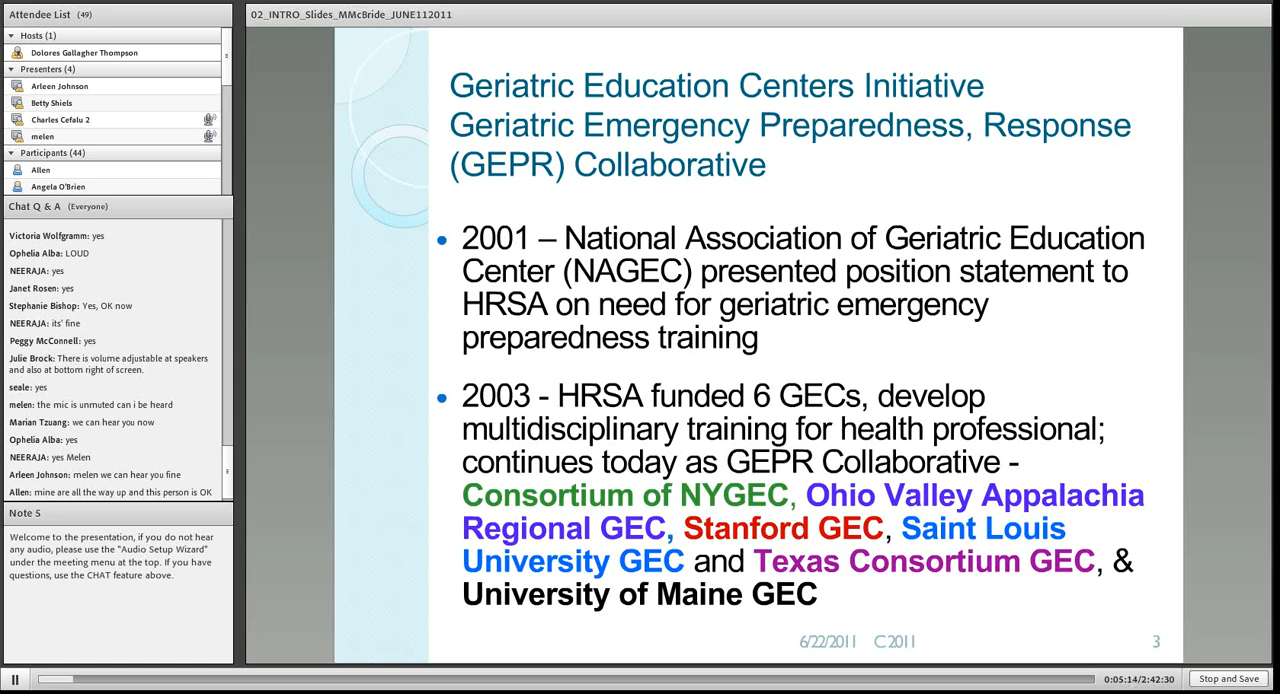 Attendee List (49)
Hosts (1)
Dolores Gallagher Thompson
Presenters (4)
Arleen Johnson
Betty Shiels
Charles Cefalu 2
melen
Participants (44)
Allen
Angela O'Brien
Chat Q & A (Everyone)
Victoria Wolfgramm: yes
Ophelia Alba: LOUD
NEERAJA: yes
Janet Rosen: yes
Stephanie Bishop: Yes, OK now
NEERAJA: its' fine
Peggy McConnell: yes
Julie Brock: There is volume adjustable at speakers
and also at bottom right of screen.
seale: yes
melen: the mic is unmuted can i be heard
Marian Tzuang: we can hear you now
Ophelia Alba: yes
NEERAJA: yes Melen
Arleen Johnson: melen we can hear you fine
Allen: mine are all the way up and this person is OK
Note 5
Welcome to the presentation, if you do not hear
any audio, please use the "Audio Setup Wizard"
under the meeting menu at the top. If you have
questions, use the CHAT feature above.
02_INTRO_Slides_MMcBride_JUNE112011
Geriatric Education Centers Initiative
Geriatric Emergency Preparedness, Response
(GEPR) Collaborative
• 2001 – National Association of Geriatric Education
Center (NAGEC) presented position statement to
HRSA on need for geriatric emergency
preparedness training
• 2003 - HRSA funded 6 GECs, develop
multidisciplinary training for health professional;
continues today as GEPR Collaborative -
Consortium of NYGEC, Ohio Valley Appalachia
Regional GEC, Stanford GEC, Saint Louis
University GEC and Texas Consortium GEC, &
University of Maine GEC
6/22/2011 C2011 3
0:05:14/2:42:30 Stop and Save